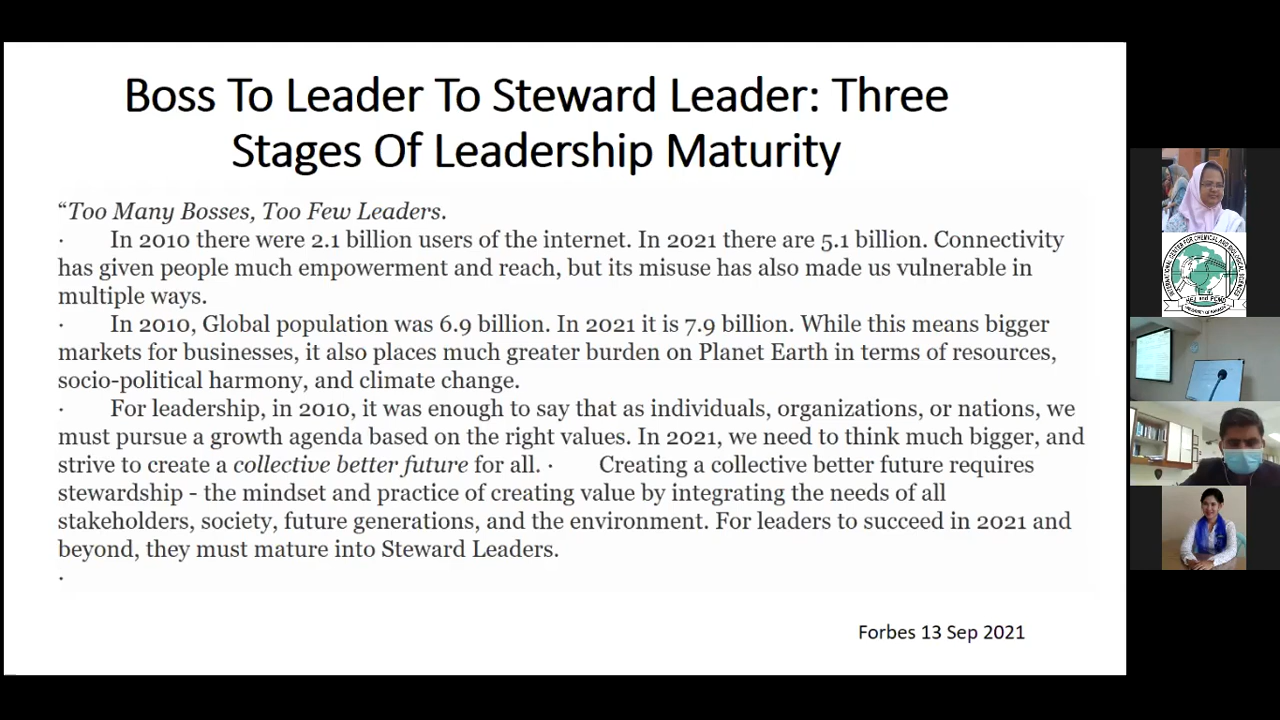 Boss To Leader To Steward Leader: Three
Stages Of Leadership Maturity
“Too Many Bosses, Too Few Leaders.
· In 2010 there were 2.1 billion users of the internet. In 2021 there are 5.1 billion. Connectivity
has given people much empowerment and reach, but its misuse has also made us vulnerable in
multiple ways.
· In 2010, Global population was 6.9 billion. In 2021 it is 7.9 billion. While this means bigger
markets for businesses, it also places much greater burden on Planet Earth in terms of resources,
socio-political harmony, and climate change.
· For leadership, in 2010, it was enough to say that as individuals, organizations, or nations, we
must pursue a growth agenda based on the right values. In 2021, we need to think much bigger, and
strive to create a collective better future for all. · Creating a collective better future requires
stewardship - the mindset and practice of creating value by integrating the needs of all
stakeholders, society, future generations, and the environment. For leaders to succeed in 2021 and
beyond, they must mature into Steward Leaders.
·
Forbes 13 Sep 2021
INTERNATIONAL CENTER FOR CHEMICAL AND BIOLOGICAL SCIENCES